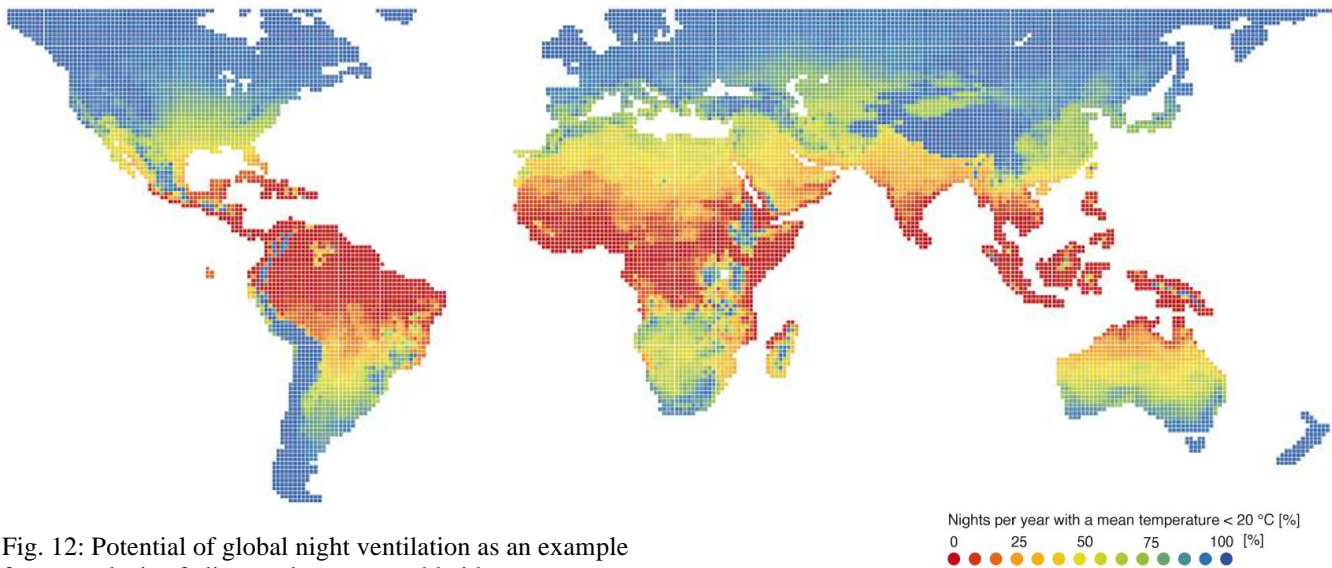 Nights per year with a mean temperature < 20 °C [%]
0 25 50 75 100 [%]
Fig. 12: Potential of global night ventilation as an example